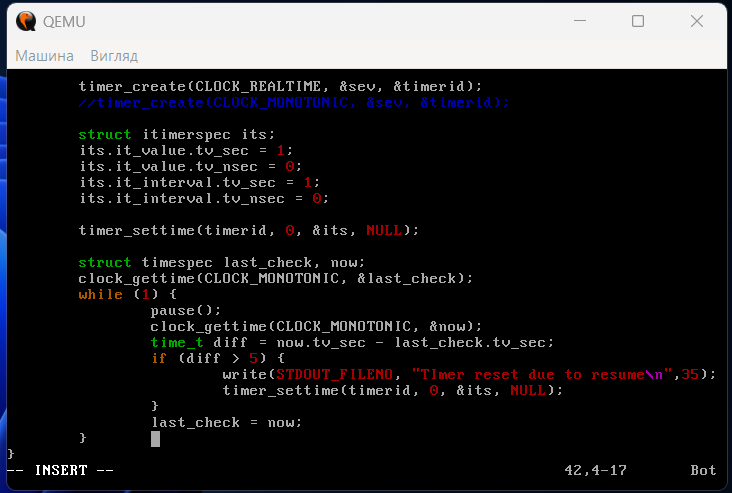 QEMU
Машина Вигляд
timer_create(CLOCK_REALTIME, &sev, &timerid);
//timer_create(CLOCK_MONOTONIC, &sev, &timerid);
struct itimerspec its;
its.it_value.tv_sec = 1;
its.it_value.tv_nsec = 0;
its.it_interval.tv_sec = 1;
its.it_interval.tv_nsec = 0;
timer_settime(timerid, 0, &its, NULL);
struct timespec last_check, now;
clock_gettime(CLOCK_MONOTONIC, &last_check);
while (1) {
pause();
clock_gettime(CLOCK_MONOTONIC, &now);
time_t diff = now.tv_sec - last_check.tv_sec;
if (diff > 5) {
write(STDOUT_FILENO, "TImer reset due to resume\n",35);
timer_settime(timerid, 0, &its, NULL);
}
last_check = now;
}
}
-- INSERT -- 42,4-17 Bot